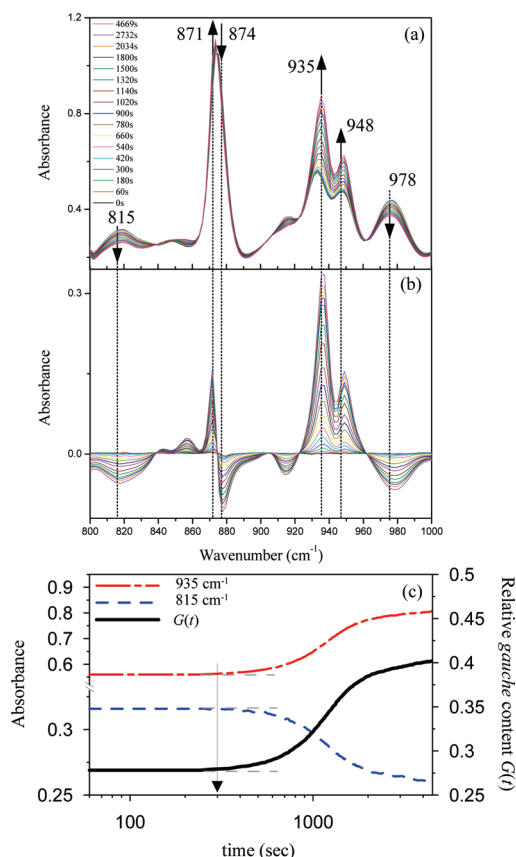 1.2
0.8
0.4
Absorbance
4669s
2732s
2034s
1800s
1500s
1320s
1140s
1020s
900s
780s
660s
540s
420s
300s
180s
60s
0s
871
874
935
948
978
815
(a)
0.3
0.0
Absorbance
(b)
800 820 840 860 880 900 920 940 960 980 1000
Wavenumber (cm⁻¹)
(c)
935 cm⁻¹
815 cm⁻¹
G(t)
0.9
0.8
0.7
0.6
0.3
0.25
Absorbance
0.5
0.45
0.4
0.35
0.3
0.25
Relative gauche content G(t)
100 1000
time (sec)